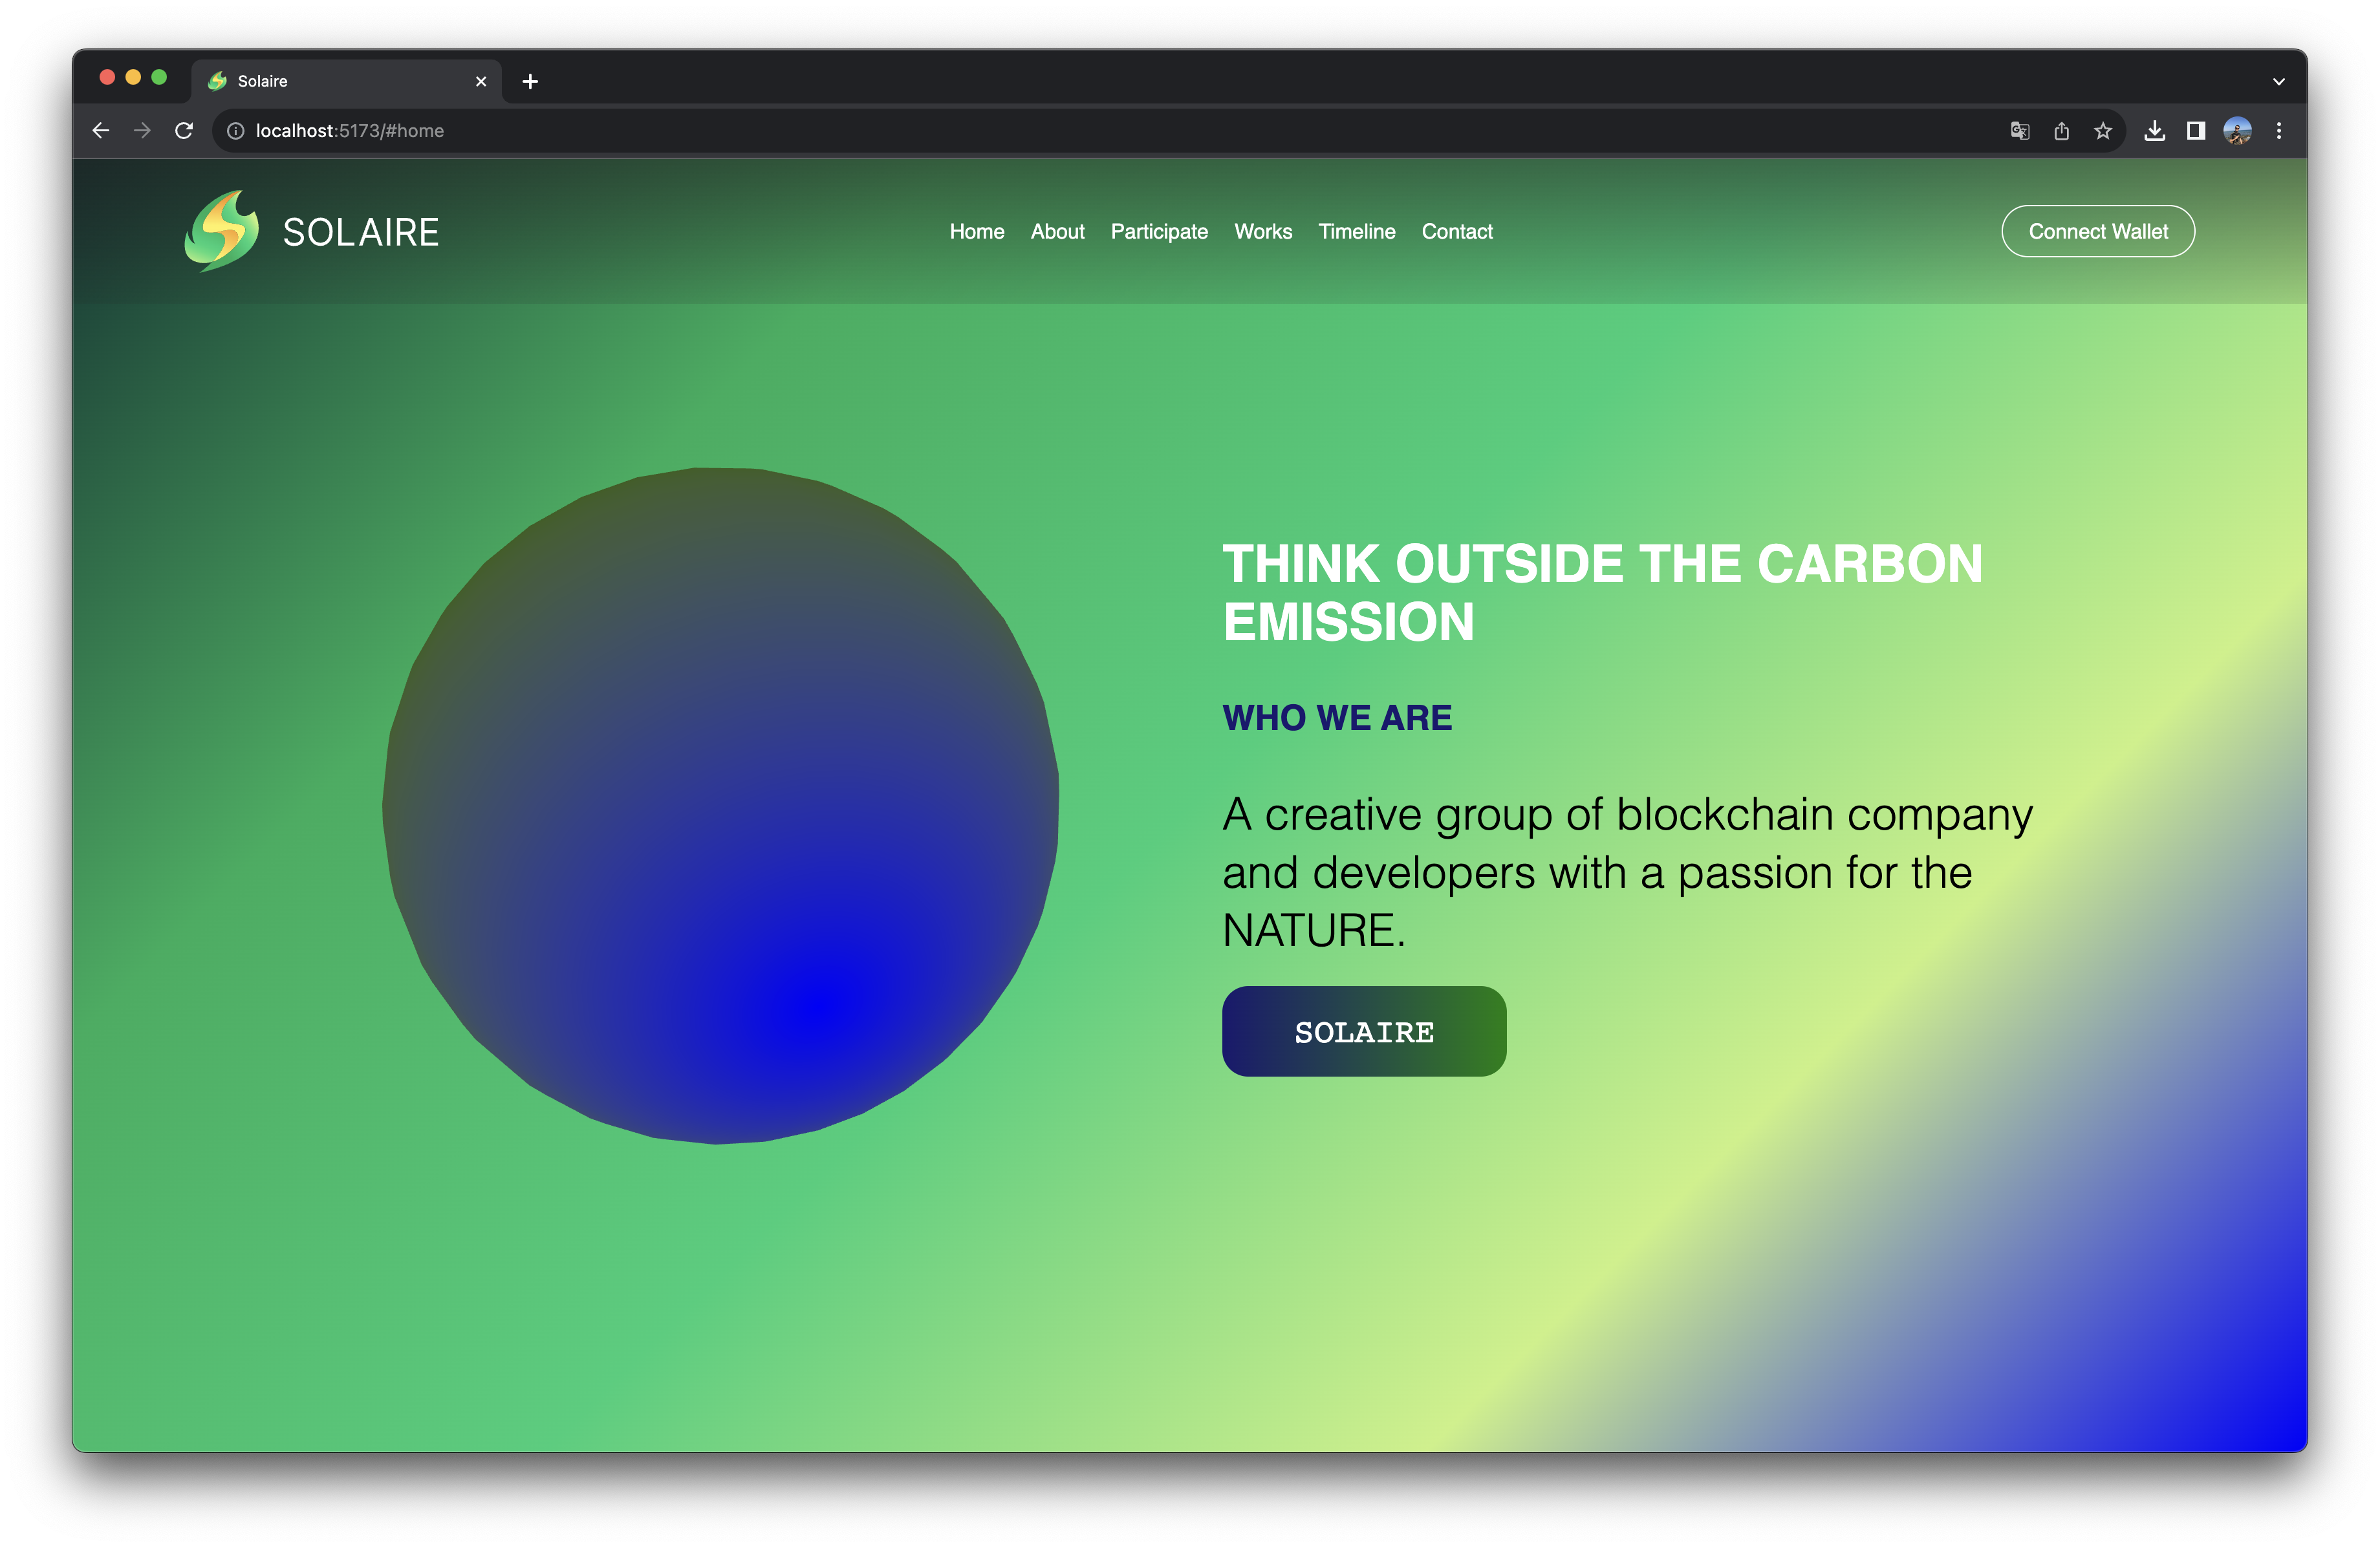 Solaire
localhost:5173/#home
SOLAIRE
Home About Participate Works Timeline Contact
Connect Wallet
THINK OUTSIDE THE CARBON
EMISSION
WHO WE ARE
A creative group of blockchain company
and developers with a passion for the
NATURE.
SOLAIRE